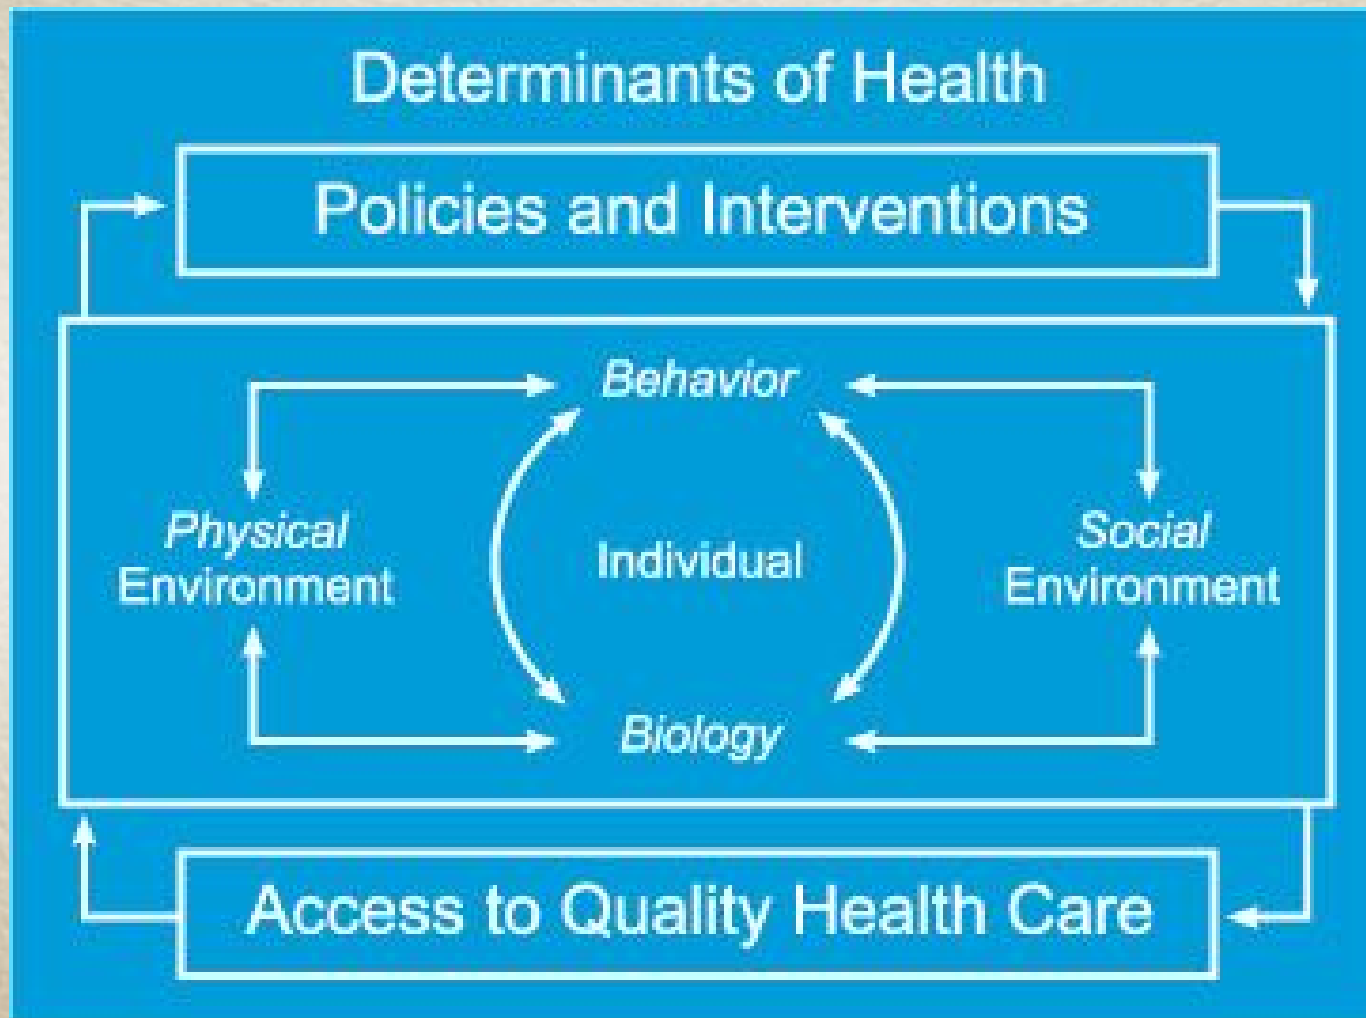 Determinants of Health
Policies and Interventions
Behavior
Physical
Environment
Individual
Social
Environment
Biology
Access to Quality Health Care